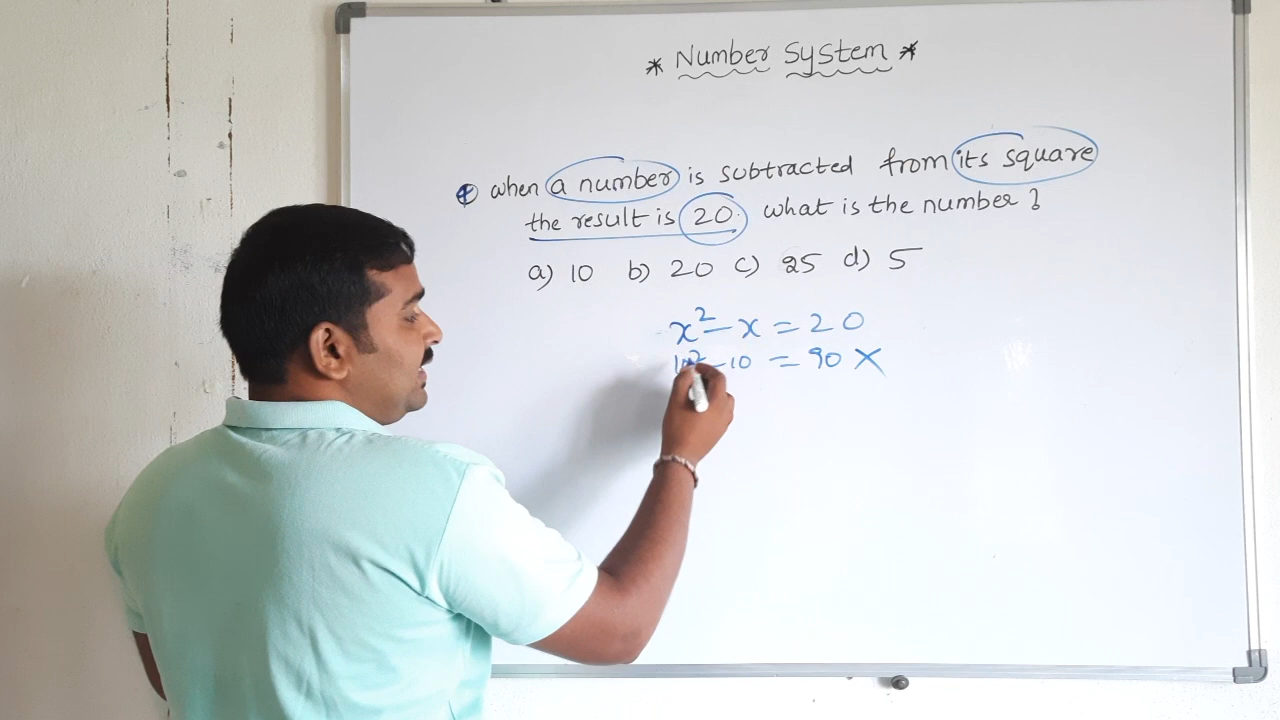 * Number System *
when a number is subtracted from its square
the result is 20. what is the number?
a) 10 b) 20 c) 25 d) 5
x² - x = 20
10² - 10 = 90 X